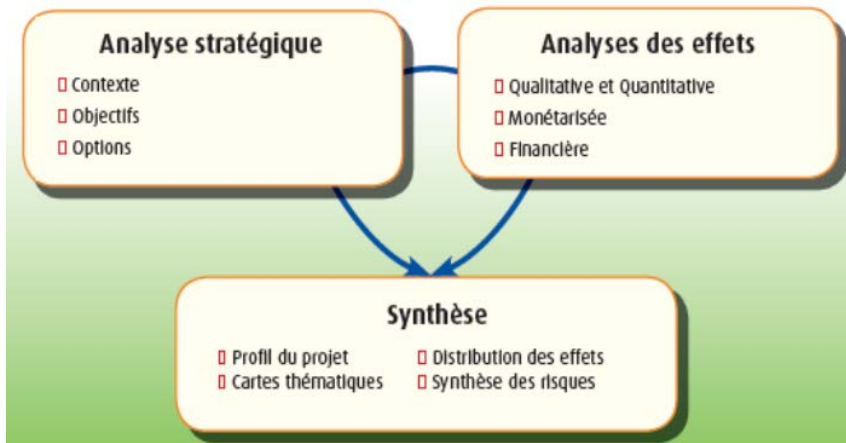 Analyse stratégique
Contexte
Objectifs
Options
Analyses des effets
Qualitative et Quantitative
Monétarisée
Financière
Synthèse
Profil du projet
Cartes thématiques
Distribution des effets
Synthèse des risques